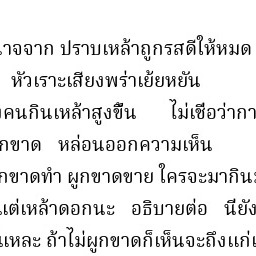 นาจจาก ปราบเหล้าถูกรสดีให้หมด
หัวเราะเสียงพร่าเย้ยหยัน
คนกินเหล้าสูงขึ้น ไม่เชื่อว่ากา
กขาด หล่อนออกความเห็น
กขาดทำ ผูกขาดขาย ใครจะมากิน
แต่เหล้าดอกนะ อธิบายต่อ นี่ยัง
แหละ ถ้าไม่ผูกขาดก็เห็นจะถึงแก่เ